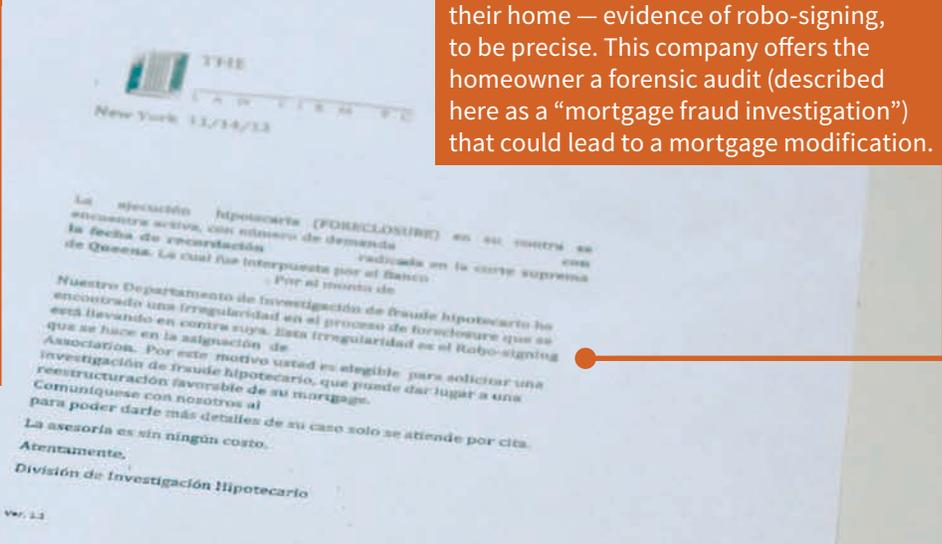 their home — evidence of robo-signing,
to be precise. This company offers the
homeowner a forensic audit (described
here as a “mortgage fraud investigation”)
that could lead to a mortgage modification.
THE
LAW FIRM PC
New York 11/14/13
La ejecución hipotecaria (FORECLOSURE) en su contra se
encuentra activa, con número de demanda con
la fecha de recordación radicada en la corte suprema
de Queens. La cual fue interpuesta por el Banco
. Por el monto de
Nuestro Departamento de Investigación de fraude hipotecario ha
encontrado una irregularidad en el proceso de foreclosure que se
está llevando en contra suya. Esta irregularidad es el Robo-signing
que se hace en la asignación de
Association. Por este motivo usted es elegible para solicitar una
investigación de fraude hipotecario, que puede dar lugar a una
reestructuración favorable de su mortgage.
Comuníquese con nosotros al
para poder darle más detalles de su caso solo se atiende por cita.
La asesoría es sin ningún costo.
Atentamente,
División de Investigación Hipotecario
Ver. 1.2